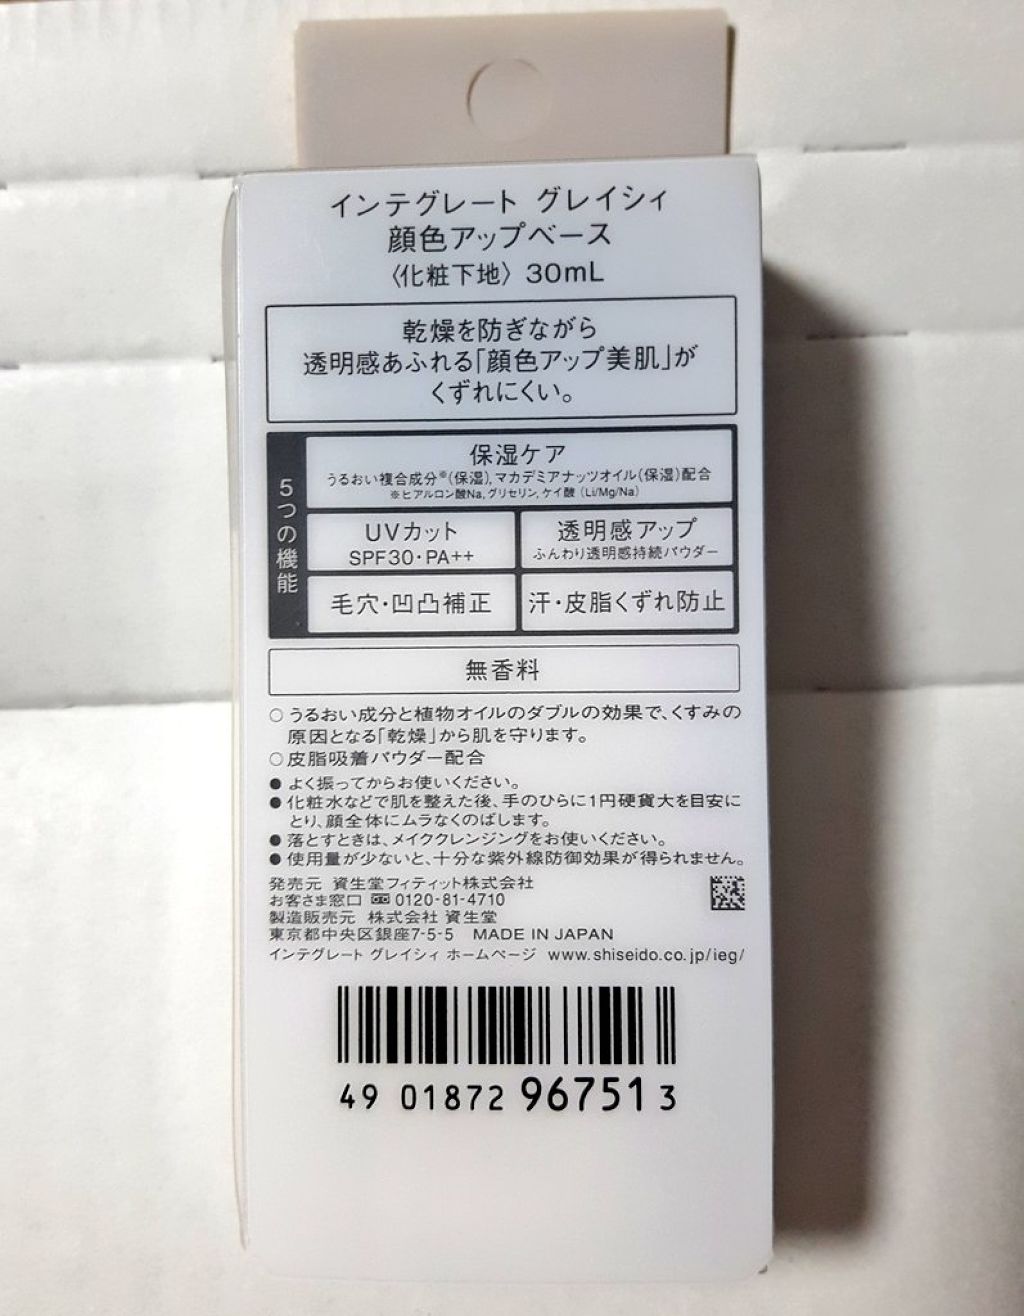 インテグレート グレイシィ
顔色アップベース
〈化粧下地〉 30mL
乾燥を防ぎながら
透明感あふれる「顔色アップ美肌」が
くずれにくい。
5つの機能
保湿ケア
うるおい複合成分※(保湿),マカデミアナッツオイル(保湿)配合
※ヒアルロン酸Na,グリセリン,ケイ酸(Li/Mg/Na)
UVカット
SPF30・PA++
透明感アップ
ふんわり透明感持続パウダー
毛穴・凹凸補正
汗・皮脂くずれ防止
無香料
○うるおい成分と植物オイルのダブルの効果で、くすみの
原因となる「乾燥」から肌を守ります。
○皮脂吸着パウダー配合
●よく振ってからお使いください。
●化粧水などで肌を整えた後、手のひらに1円硬貨大を目安に
とり、顔全体にムラなくのばします。
●落とすときは、メイククレンジングをお使いください。
●使用量が少ないと、十分な紫外線防御効果が得られません。
発売元 資生堂フィティット株式会社
お客さま窓口 0120-81-4710
製造販売元 株式会社 資生堂
東京都中央区銀座7-5-5 MADE IN JAPAN
インテグレート グレイシィ ホームページ www.shiseido.co.jp/ieg/
49 01872 96751 3